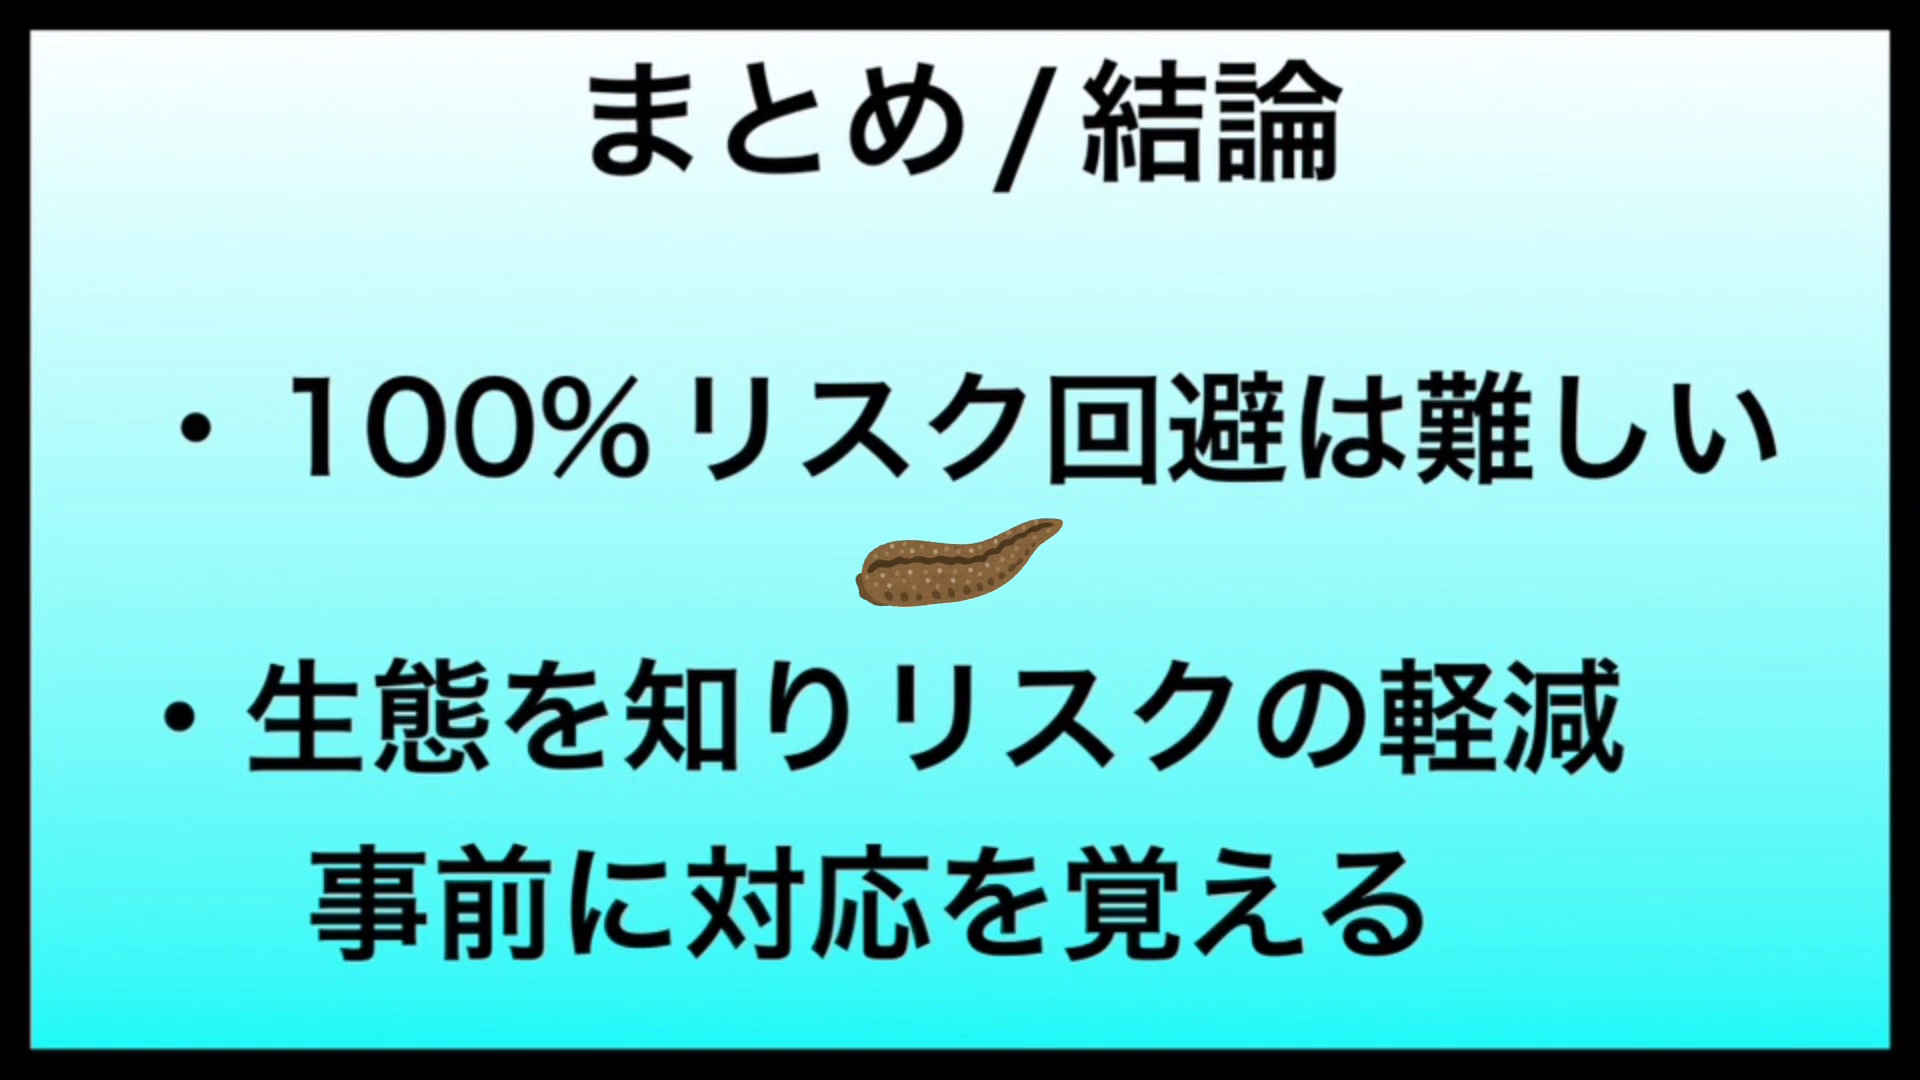 まとめ/結論
・100%リスク回避は難しい
・生態を知りリスクの軽減
事前に対応を覚える